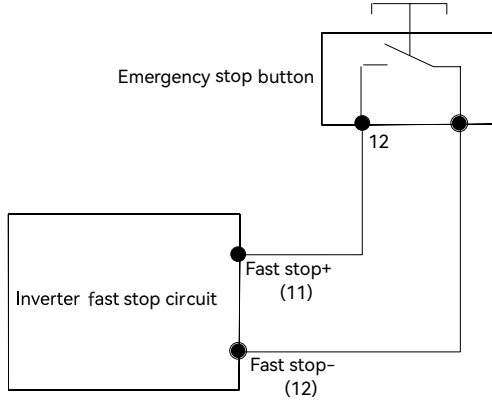 Emergency stop button
12
Fast stop+
(11)
Inverter fast stop circuit
Fast stop-
(12)